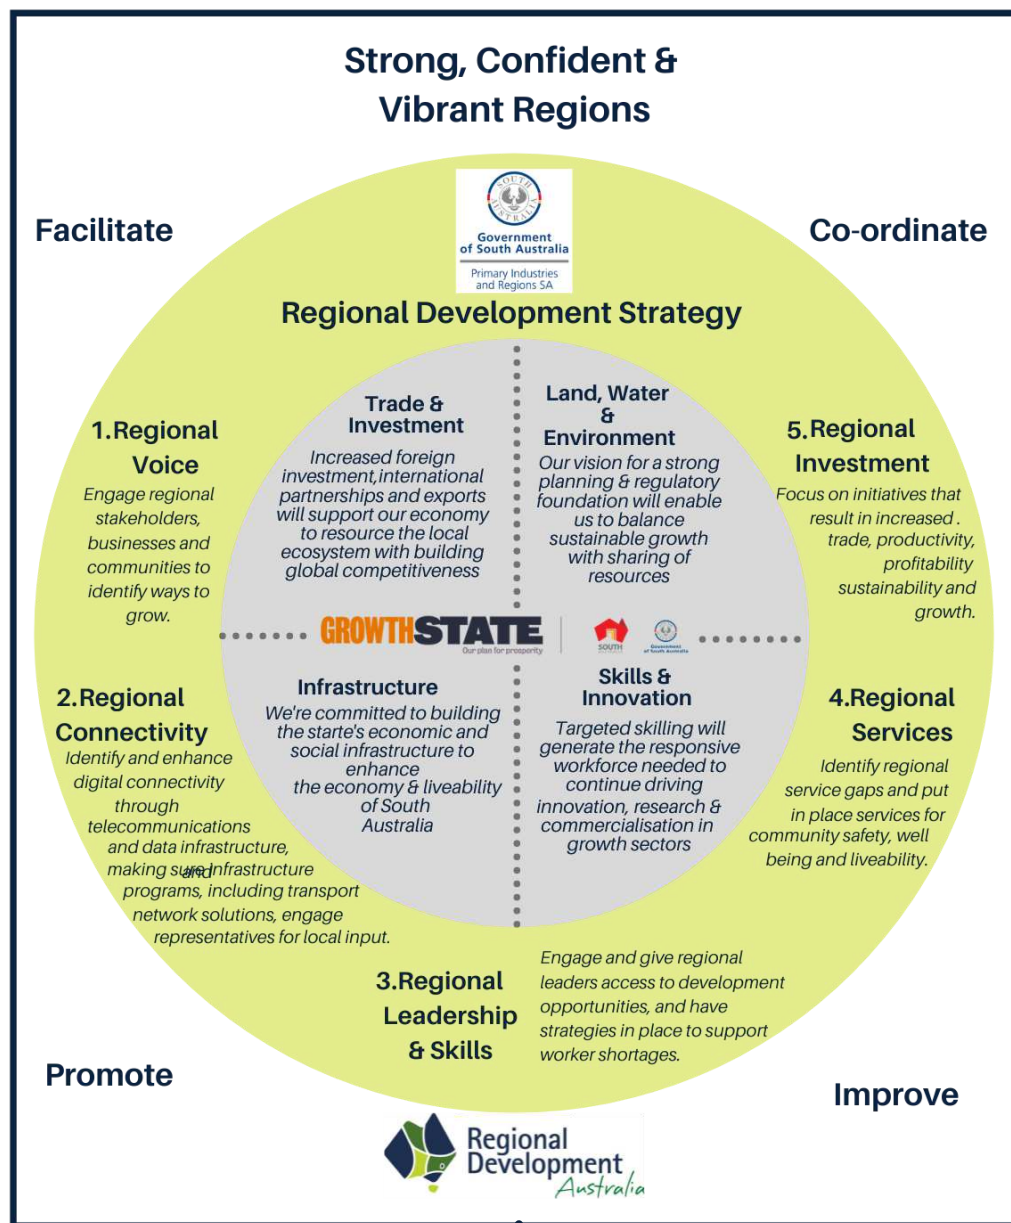 Strong, Confident &
Vibrant Regions
Facilitate
Co-ordinate
SOUTH
AUSTRALIA
Government
of South Australia
Primary Industries
and Regions SA
Regional Development Strategy
Trade &
Investment
Increased foreign
investment,international
partnerships and exports
will support our economy
to resource the local
ecosystem with building
global competitiveness
Land, Water
&
Environment
Our vision for a strong
planning & regulatory
foundation will enable
us to balance
sustainable growth
with sharing of
resources
1.Regional
Voice
Engage regional
stakeholders,
businesses and
communities to
identify ways to
grow.
5.Regional
Investment
Focus on initiatives that
result in increased .
trade, productivity,
profitability
sustainability and
growth.
GROWTHSTATE
Our plan for prosperity
SOUTH
Government
of South Australia
Infrastructure
We're committed to building
the starte's economic and
social infrastructure to
enhance
the economy & liveability
of South
Australia
Skills &
Innovation
Targeted skilling will
generate the responsive
workforce needed to
continue driving
innovation, research &
commercialisation in
growth sectors
2.Regional
Connectivity
Identify and enhance
digital connectivity
through
telecommunications
and data infrastructure,
and
making sure Infrastructure
programs, including transport
network solutions, engage
representatives for local input.
4.Regional
Services
Identify regional
service gaps and put
in place services for
community safety, well
being and liveability.
3.Regional
Leadership
& Skills
Engage and give regional
leaders access to development
opportunities, and have
strategies in place to support
worker shortages.
Promote
Improve
Regional
Development
Australia